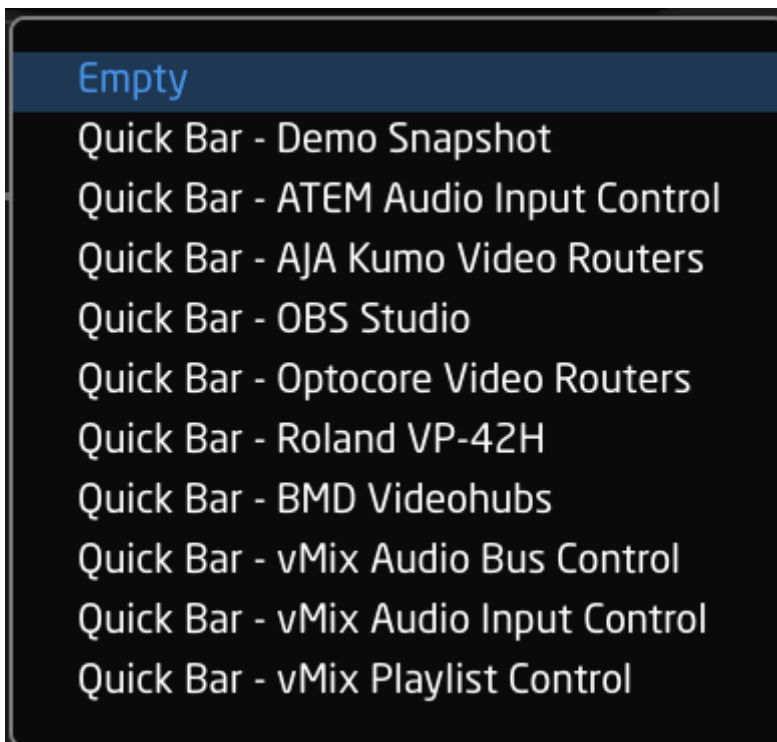 Empty
Quick Bar - Demo Snapshot
Quick Bar - ATEM Audio Input Control
Quick Bar - AJA Kumo Video Routers
Quick Bar - OBS Studio
Quick Bar - Optocore Video Routers
Quick Bar - Roland VP-42H
Quick Bar - BMD Videohubs
Quick Bar - vMix Audio Bus Control
Quick Bar - vMix Audio Input Control
Quick Bar - vMix Playlist Control